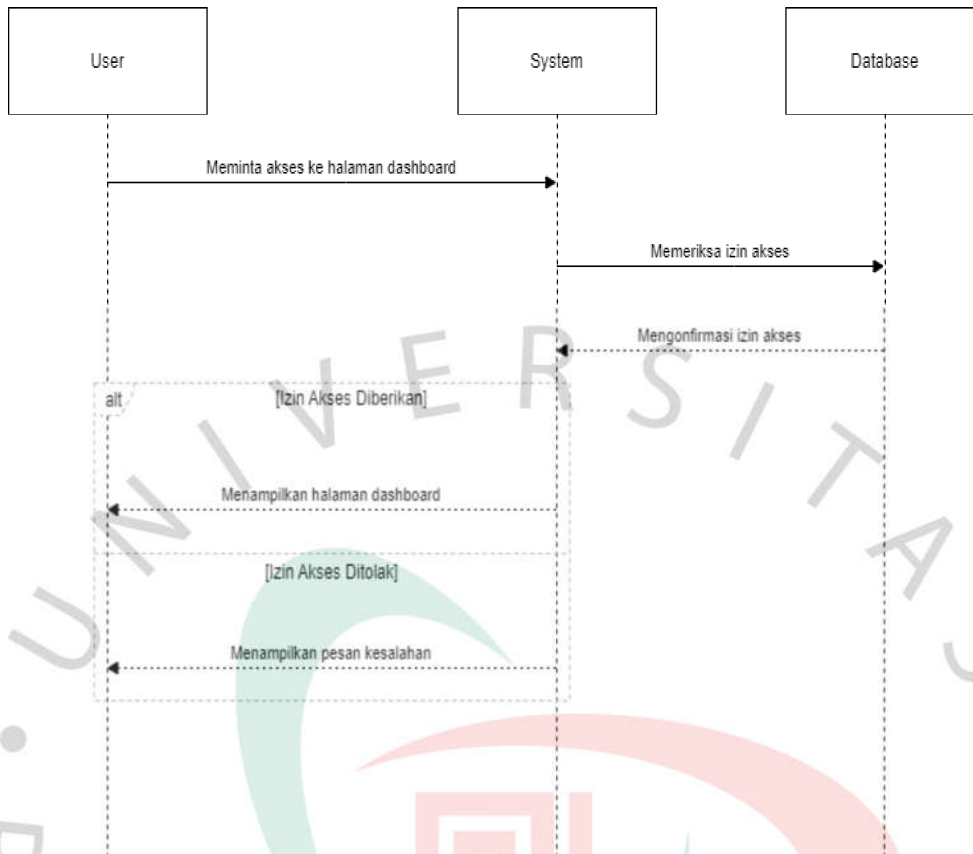 User
System
Database
Meminta akses ke halaman dashboard
Memeriksa izin akses
Mengonfirmasi izin akses
alt
[Izin Akses Diberikan]
Menampilkan halaman dashboard
[Izin Akses Ditolak]
Menampilkan pesan kesalahan
UNIVERSITAS